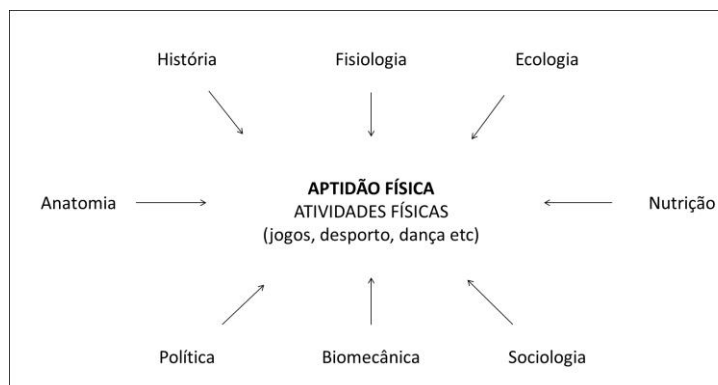 História
Fisiologia
Ecologia
Anatomia
APTIDÃO FÍSICA
ATIVIDADES FÍSICAS
(jogos, desporto, dança etc)
Nutrição
Política
Biomecânica
Sociologia